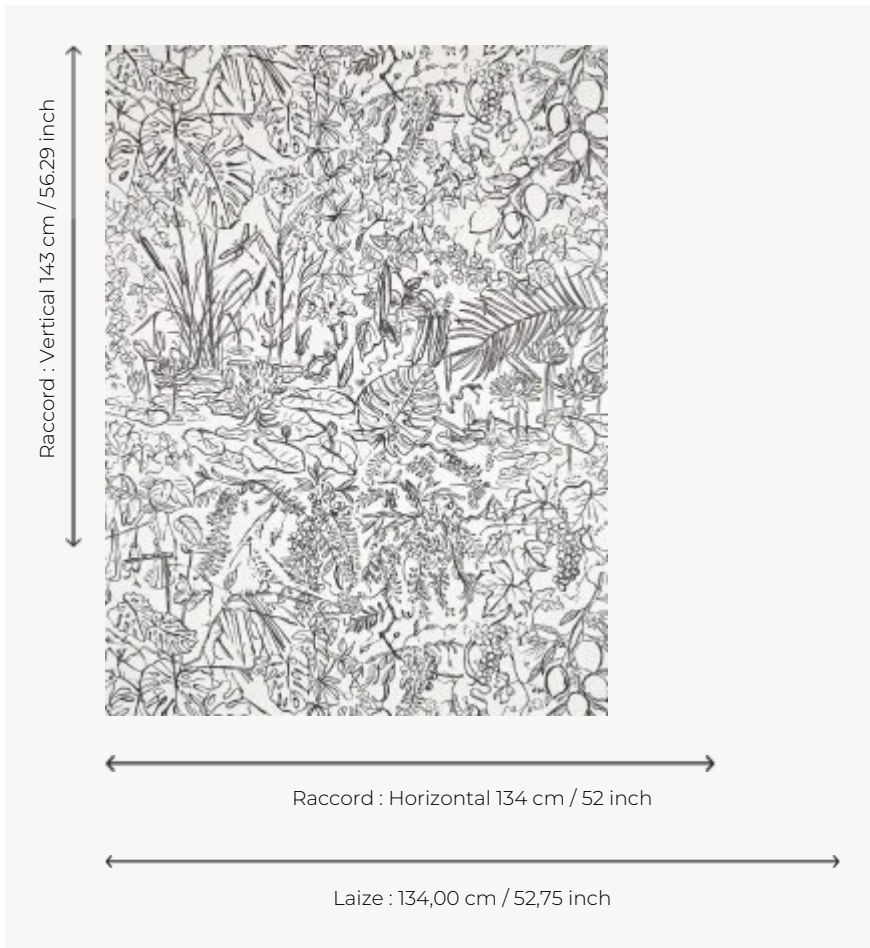 Raccord : Vertical 143 cm / 56.29 inch
Raccord : Horizontal 134 cm / 52 inch
Laize : 134,00 cm / 52,75 inch